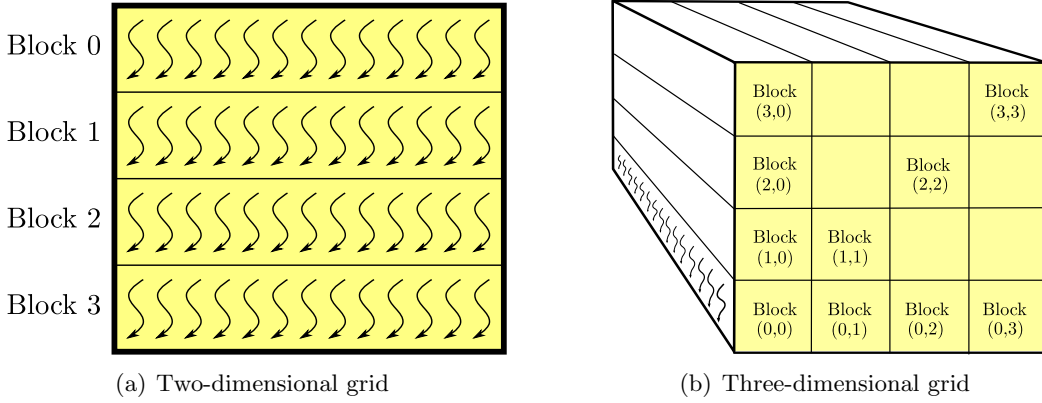 Block 0
Block 1
Block 2
Block 3
(a) Two-dimensional grid
Block
(3,0)
Block
(3,3)
Block
(2,0)
Block
(2,2)
Block
(1,0)
Block
(1,1)
Block
(0,0)
Block
(0,1)
Block
(0,2)
Block
(0,3)
(b) Three-dimensional grid